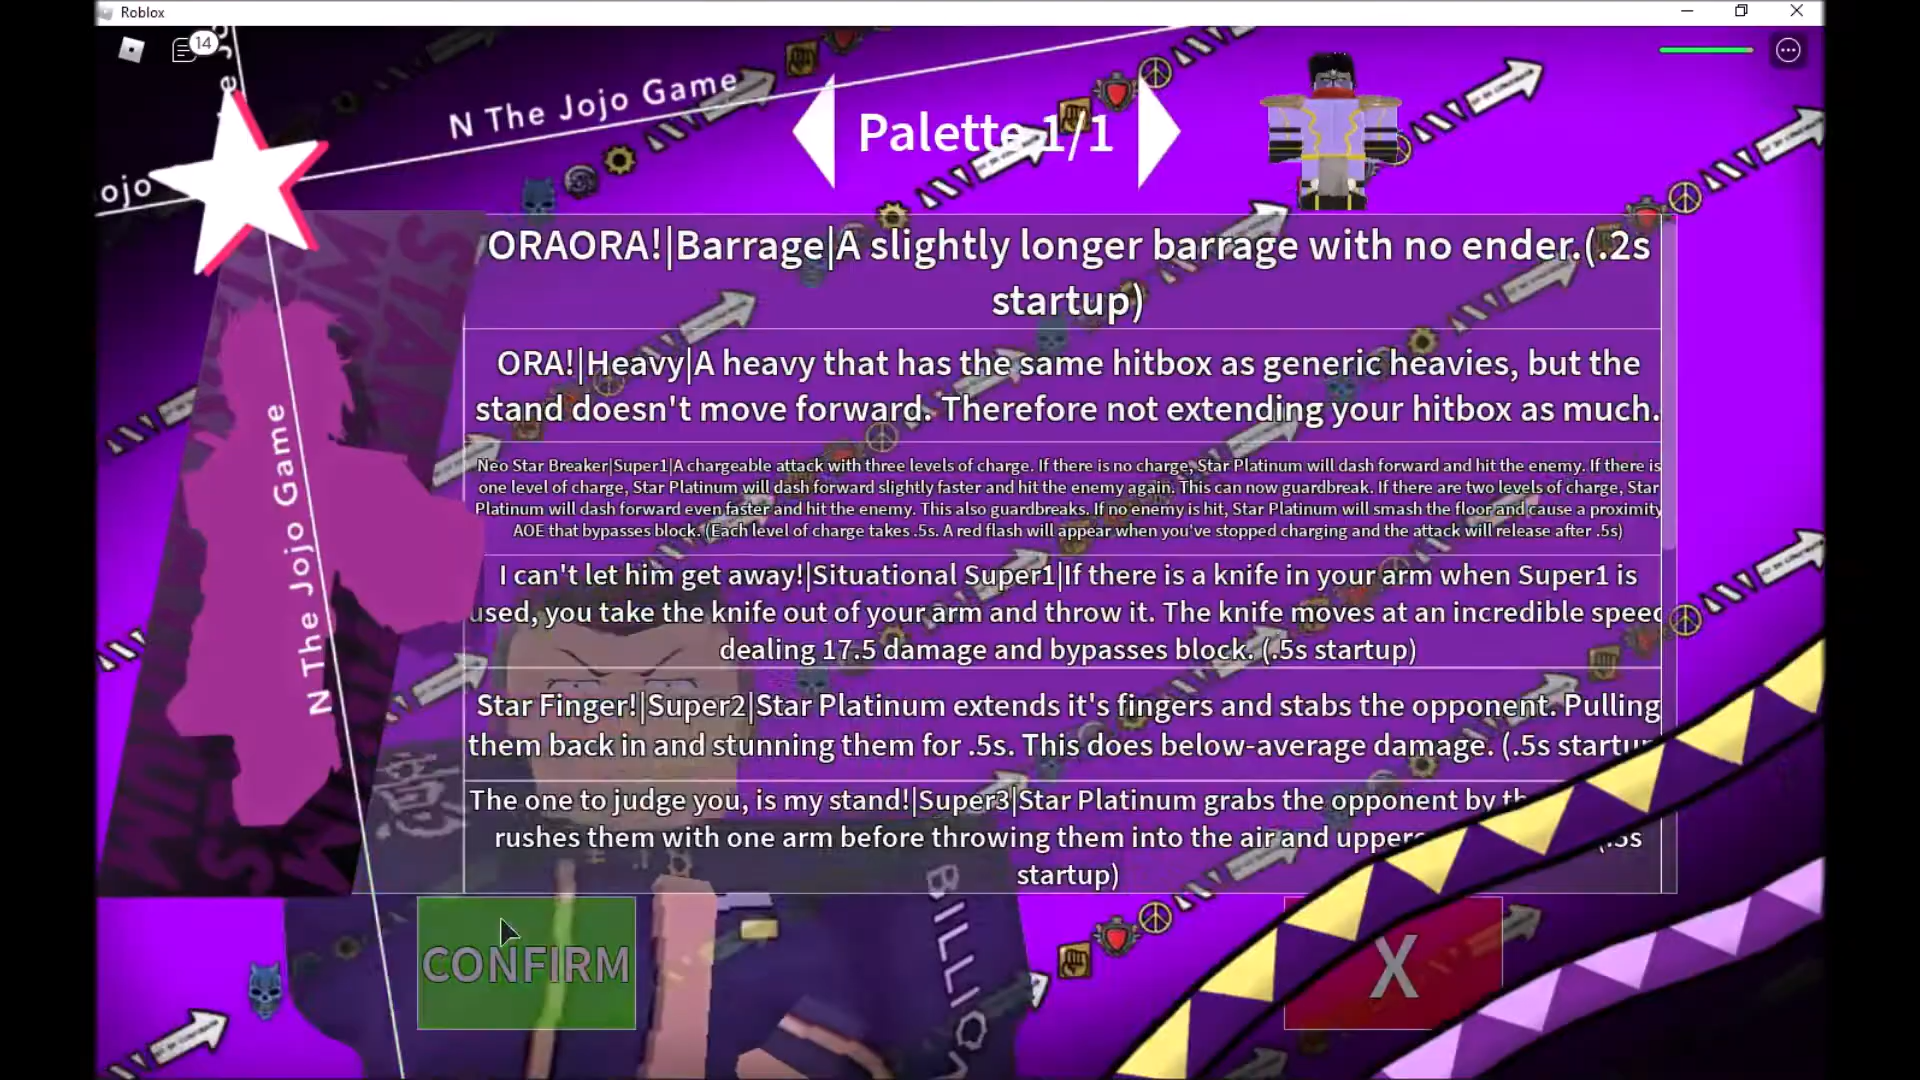 Roblox
14
N The Jojo Game
Palette 1/1
ojo
ORAORA!|Barrage|A slightly longer barrage with no ender.(.2s
startup)
ORA!|Heavy|A heavy that has the same hitbox as generic heavies, but the
stand doesn't move forward. Therefore not extending your hitbox as much.
Neo Star Breaker|Super1|A chargeable attack with three levels of charge. If there is no charge, Star Platinum will dash forward and hit the enemy. If there is
one level of charge, Star Platinum will dash forward slightly faster and hit the enemy again. This can now guardbreak. If there are two levels of charge, Star
Platinum will dash forward even faster and hit the enemy. This also guardbreaks. If no enemy is hit, Star Platinum will smash the floor and cause a proximity
AOE that bypasses block. (Each level of charge takes .5s. A red flash will appear when you've stopped charging and the attack will release after .5s)
N The Jojo Game
I can't let him get away!|Situational Super1|If there is a knife in your arm when Super1 is
used, you take the knife out of your arm and throw it. The knife moves at an incredible speed
dealing 17.5 damage and bypasses block. (.5s startup)
Star Finger!|Super2|Star Platinum extends it's fingers and stabs the opponent. Pulling
them back in and stunning them for .5s. This does below-average damage. (.5s startup
The one to judge you, is my stand!|Super3|Star Platinum grabs the opponent by
rushes them with one arm before throwing them into the air and upper
startup)
CONFIRM
X
BILLION